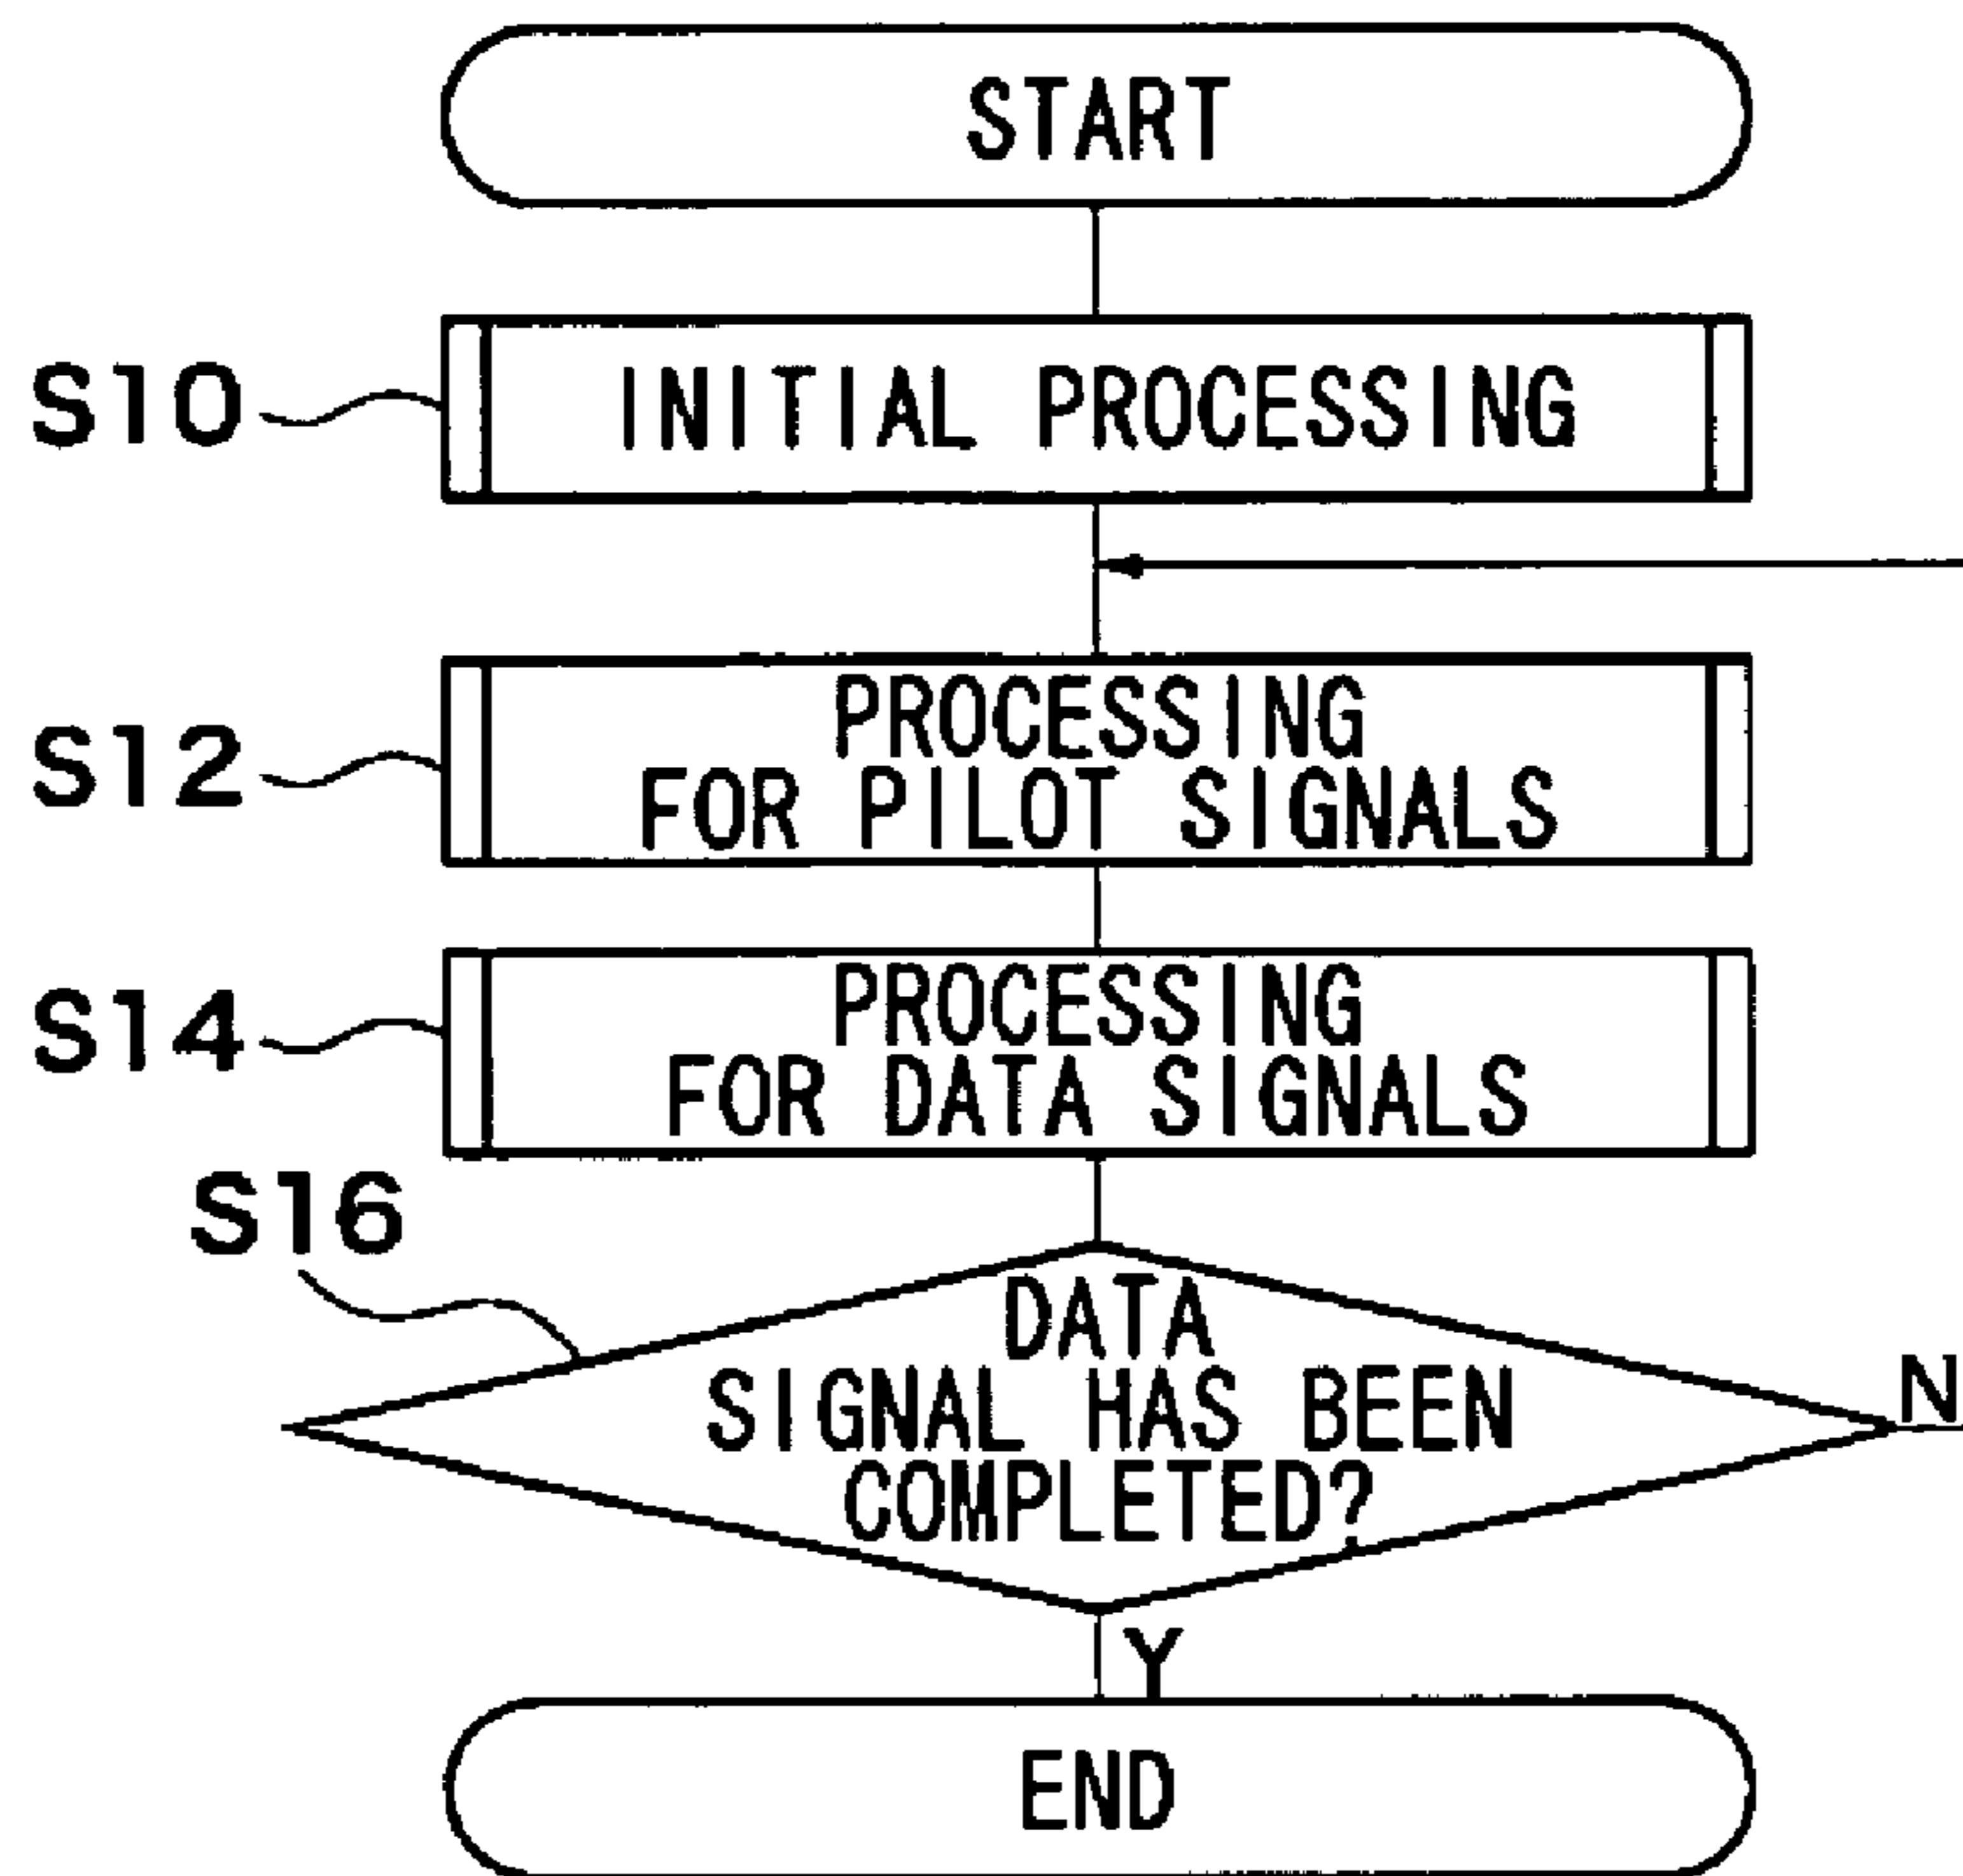 START
S10
INITIAL PROCESSING
S12
PROCESSING
FOR PILOT SIGNALS
S14
PROCESSING
FOR DATA SIGNALS
S16
DATA
SIGNAL HAS BEEN
COMPLETED?
N
Y
END